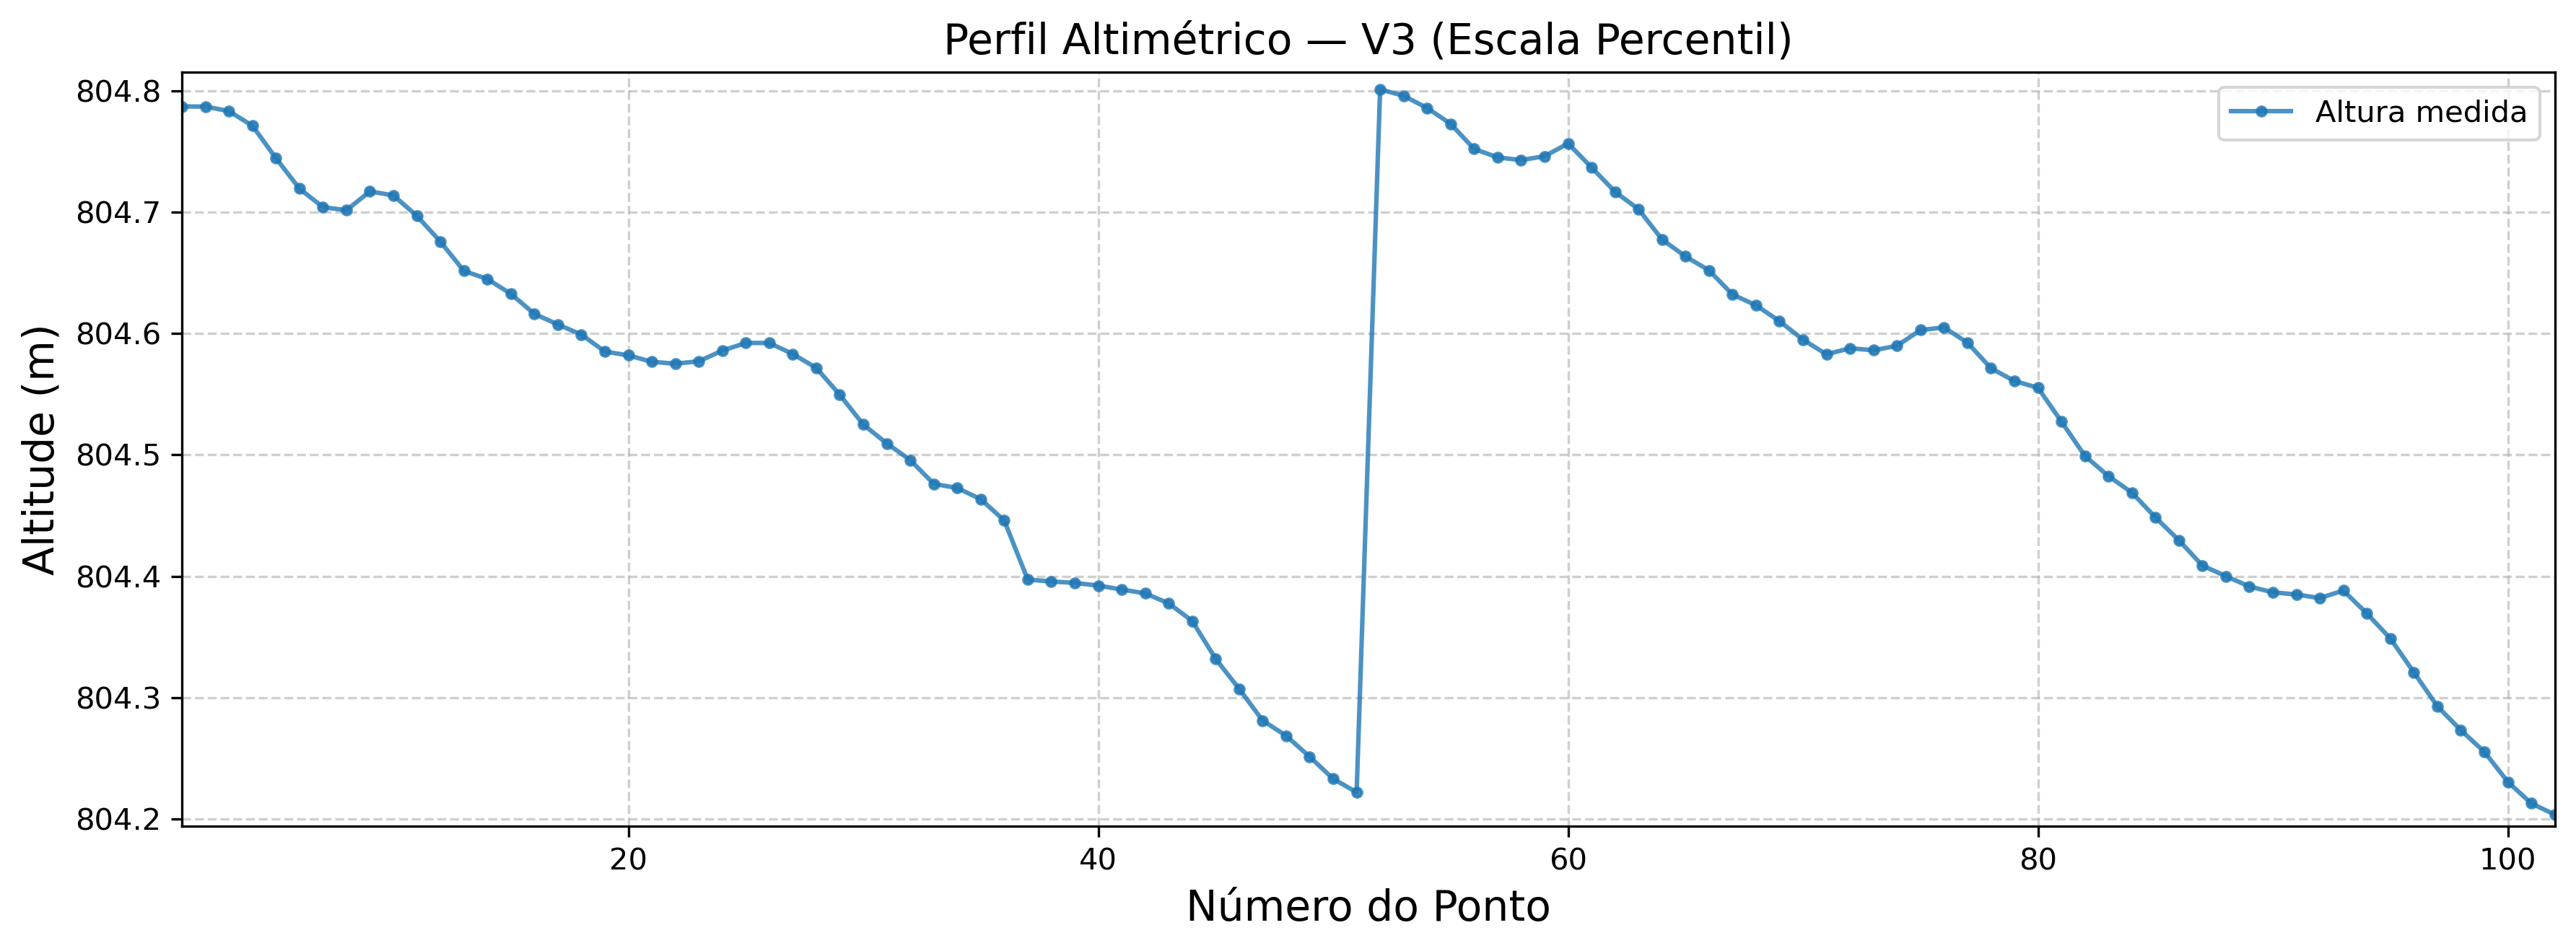 Perfil Altimétrico — V3 (Escala Percentil)
Altura medida
Altitude (m)
804.8
804.7
804.6
804.5
804.4
804.3
804.2
20 40 60 80 100
Número do Ponto